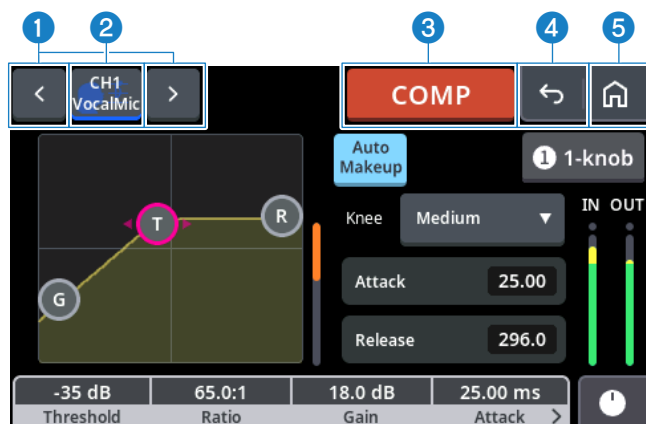 1 2 3 4 5
< CH1 VocalMic > COMP
Auto Makeup
1 1-knob
T R G
Knee Medium ▼
IN OUT
Attack 25.00
Release 296.0
-35 dB 65.0:1 18.0 dB 25.00 ms
Threshold Ratio Gain Attack >